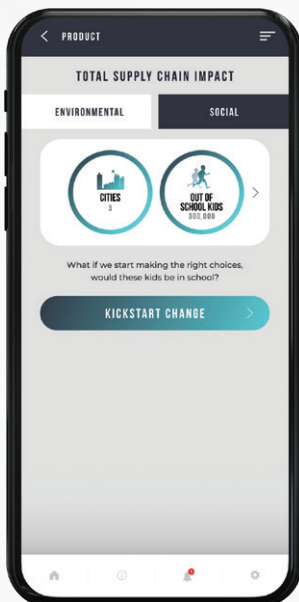 PRODUCT
TOTAL SUPPLY CHAIN IMPACT
ENVIRONMENTAL
SOCIAL
CITIES
3
OUT OF
SCHOOL KIDS
300.000
What if we start making the right choices,
would these kids be in school?
KICKSTART CHANGE